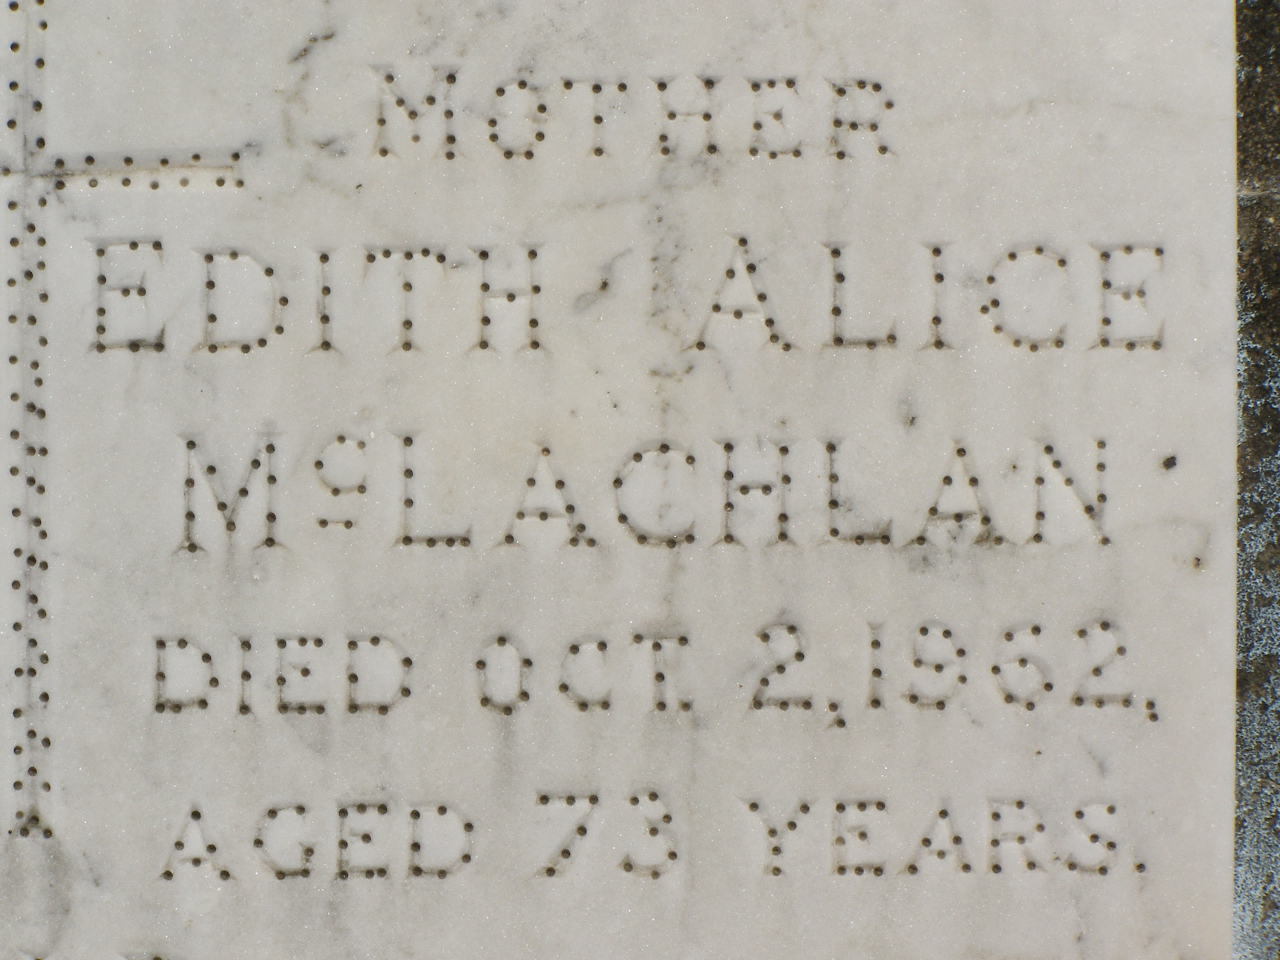 MOTHER
EDITH ALICE
McLACHLAN
DIED OCT. 2, 1962,
AGED 73 YEARS.